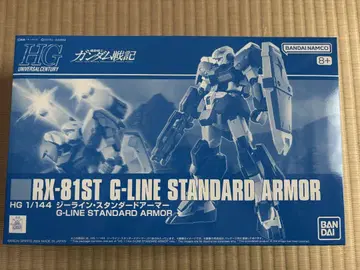 HG
UNIVERSAL CENTURY
ガンダム戦記
BANDAI NAMCO
8+
RX-81ST G-LINE STANDARD ARMOR
HG 1/144 ジーライン・スタンダードアーマー
G-LINE STANDARD ARMOR
BANDAI